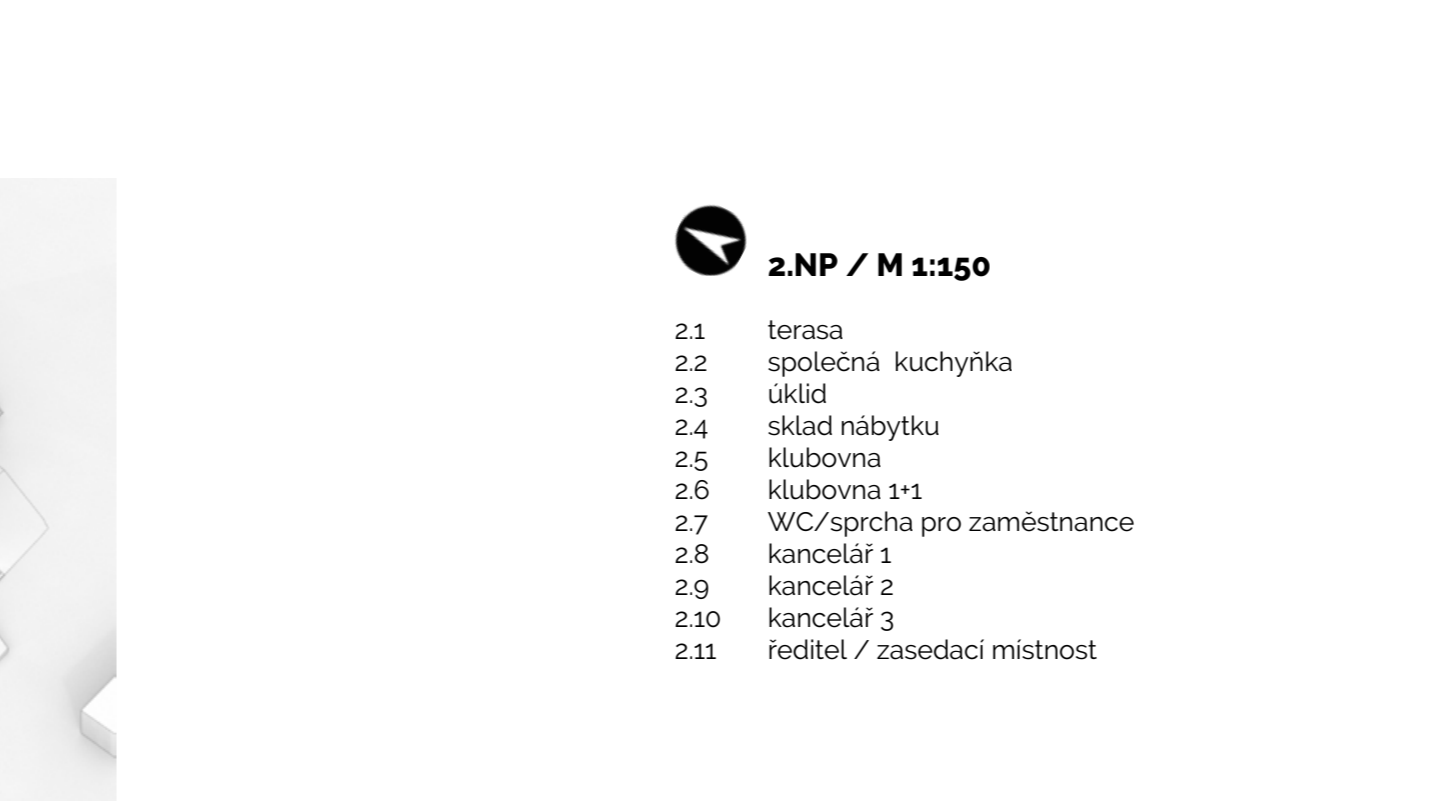 2.NP / M 1:150
2.1 terasa
2.2 společná  kuchyňka
2.3 úklid
2.4 sklad nábytku
2.5 klubovna
2.6 klubovna 1+1
2.7 WC/sprcha pro zaměstnance
2.8 kancelář 1
2.9 kancelář 2
2.10 kancelář 3
2.11 ředitel / zasedací místnost